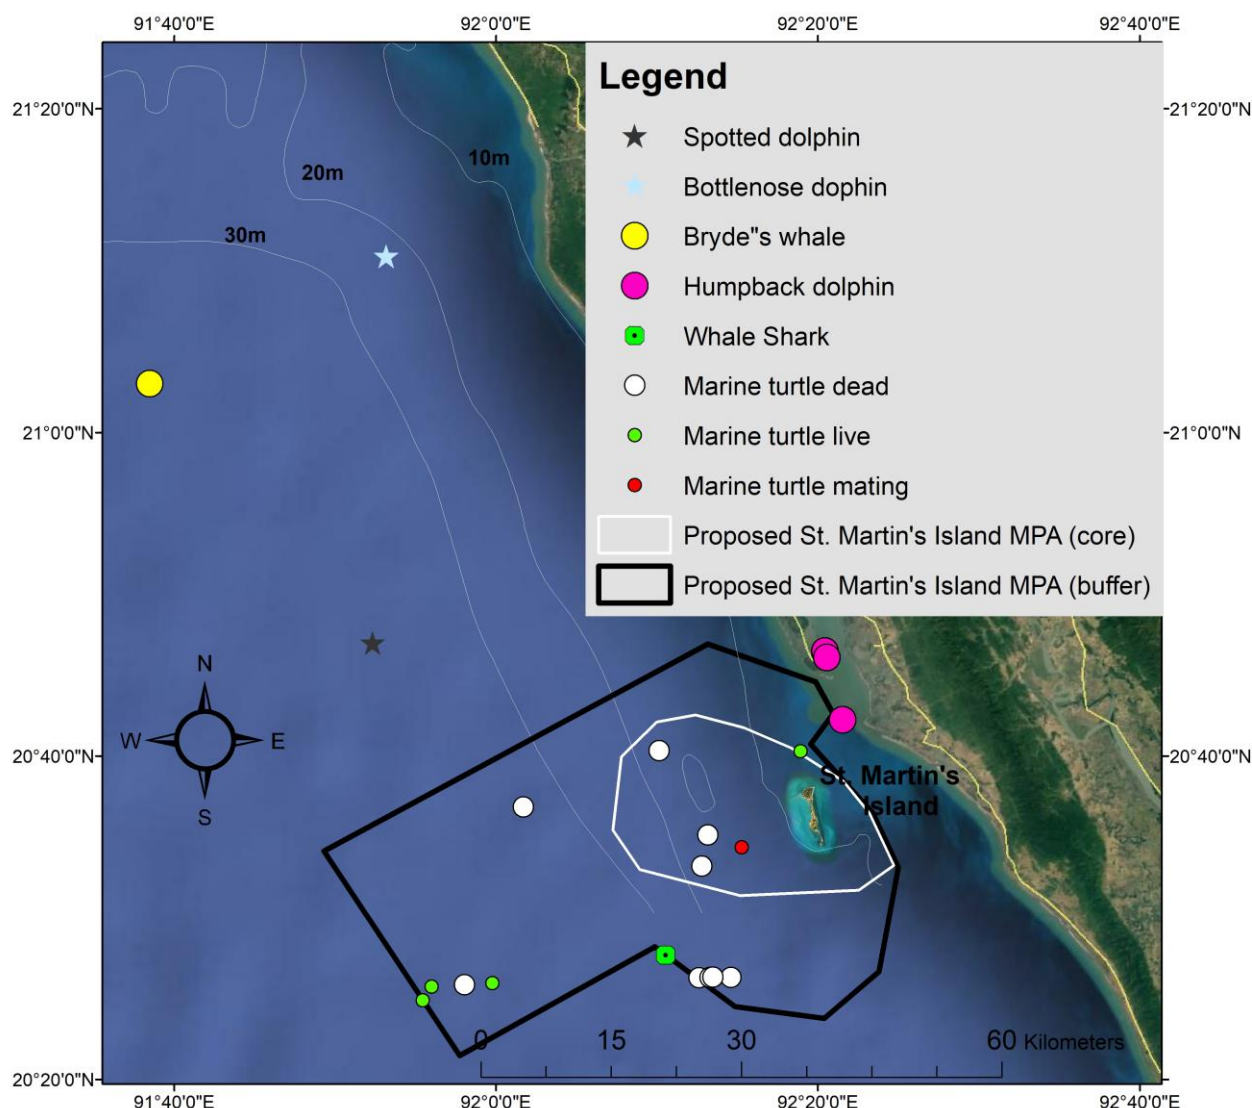 91°40'0"E 92°0'0"E 92°20'0"E 92°40'0"E
21°20'0"N 21°20'0"N
Legend
Spotted dolphin
Bottlenose dophin
Bryde"s whale
Humpback dolphin
Whale Shark
Marine turtle dead
Marine turtle live
Marine turtle mating
Proposed St. Martin's Island MPA (core)
Proposed St. Martin's Island MPA (buffer)
10m
20m
30m
21°0'0"N 21°0'0"N
N
W E
S
20°40'0"N 20°40'0"N
St. Martin's
Island
0 15 30 60 Kilometers
20°20'0"N 20°20'0"N
91°40'0"E 92°0'0"E 92°20'0"E 92°40'0"E